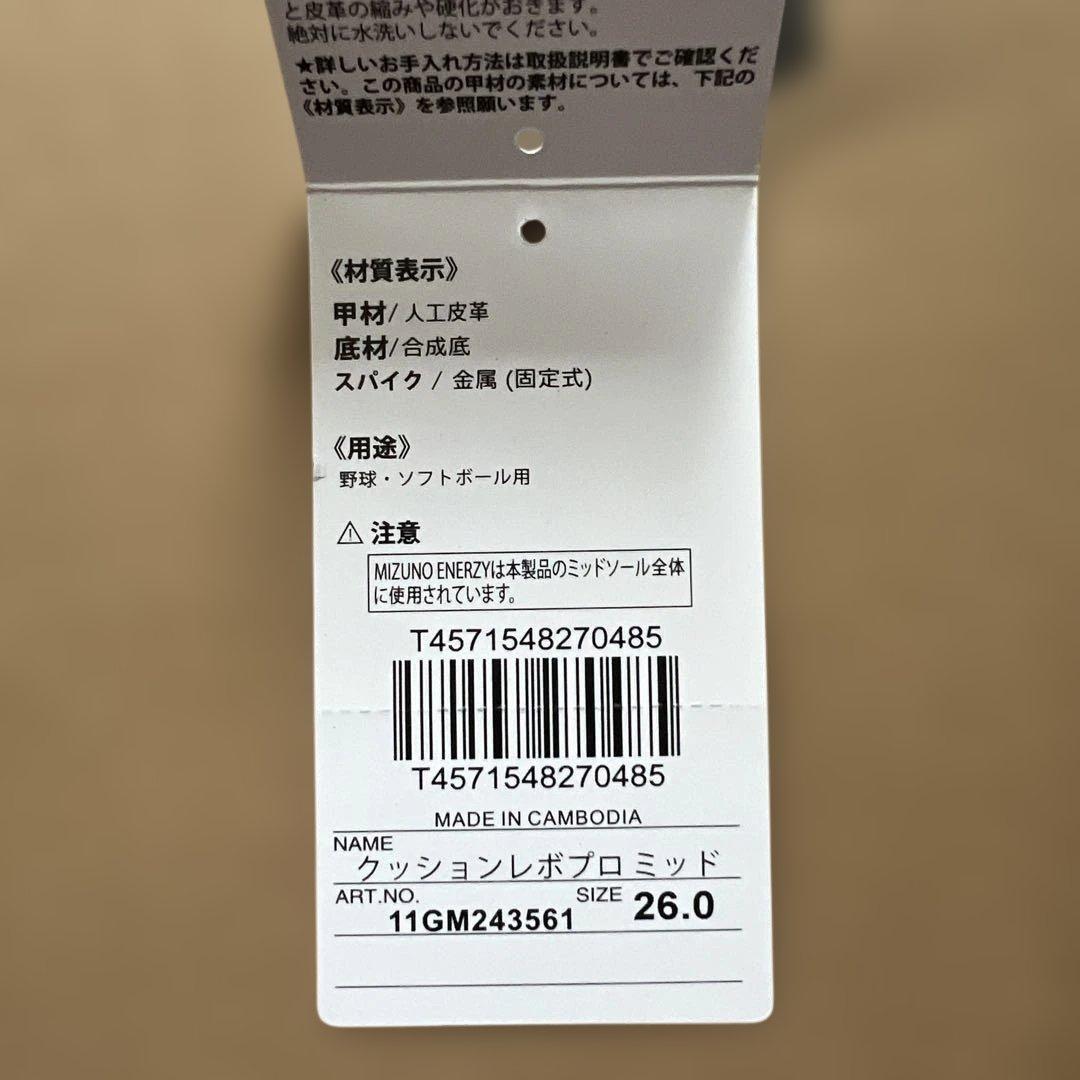 と皮革の縮みや硬化がおきます。
絶対に水洗いしないでください。
★詳しいお手入れ方法は取扱説明書でご確認くだ
さい。この商品の甲材の素材については、下記の
《材質表示》を参照願います。
《材質表示》
甲材/人工皮革
底材/合成底
スパイク / 金属 (固定式)
《用途》
野球・ソフトボール用
⚠ 注意
MIZUNO ENERZYは本製品のミッドソール全体
に使用されています。
T4571548270485
T4571548270485
MADE IN CAMBODIA
NAME
クッションレボプロ ミッド
ART.NO. SIZE
11GM243561 26.0